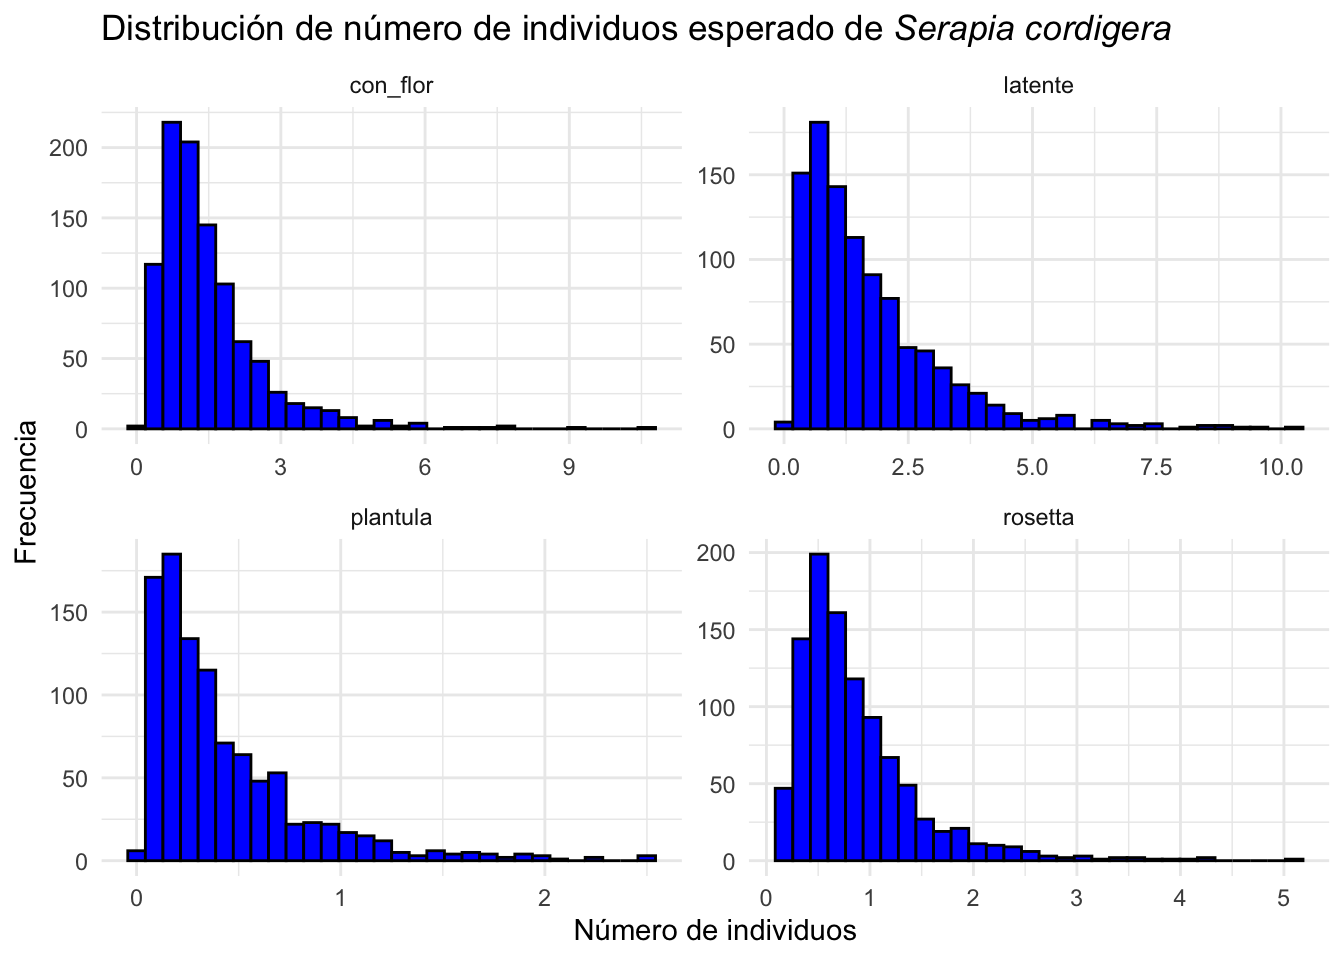 Distribución de número de individuos esperado de Serapia cordigera
con_flor
latente
200
150
100
50
0
0 3 6 9
150
100
50
0
0.0 2.5 5.0 7.5 10.0
Frecuencia
plantula
rosetta
150
100
50
0
0 1 2
200
150
100
50
0
0 1 2 3 4 5
Número de individuos